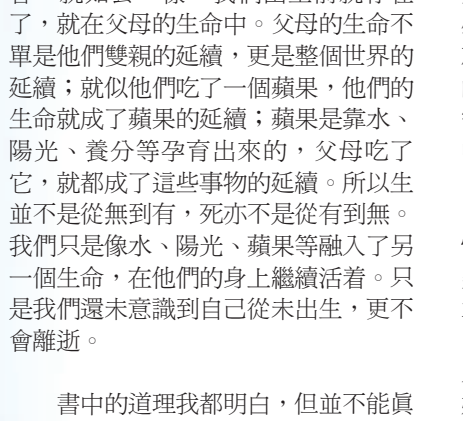 了，就在父母的生命中。父母的生命不
單是他們雙親的延續，更是整個世界的
延續；就似他們吃了一個蘋果，他們的
生命就成了蘋果的延續；蘋果是靠水、
陽光、養分等孕育出來的，父母吃了
它，就都成了這些事物的延續。所以生
並不是從無到有，死亦不是從有到無。
我們只是像水、陽光、蘋果等融入了另
一個生命，在他們的身上繼續活着。只
是我們還未意識到自己從未出生，更不
會離逝。
書中的道理我都明白，但並不能真